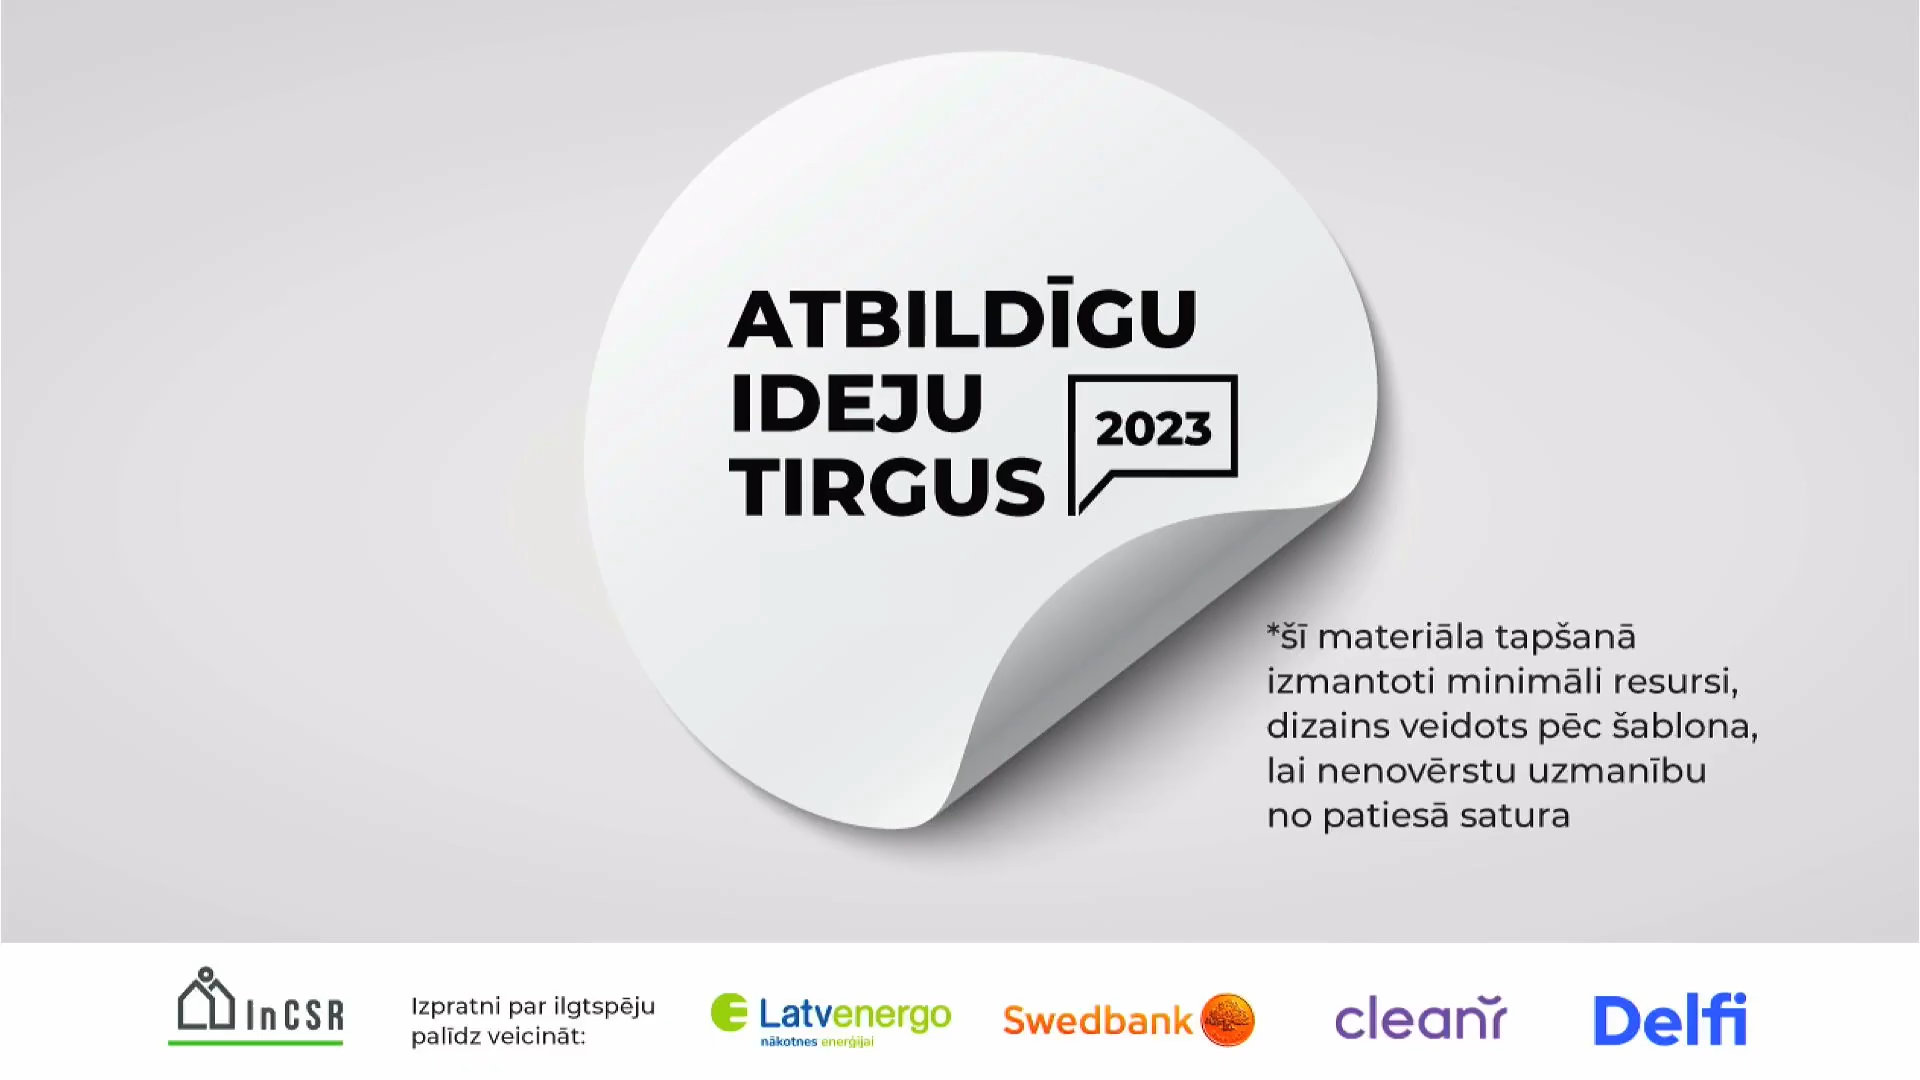 ATBILDĪGU
IDEJU
TIRGUS
2023
*šī materiāla tapšanā
izmantoti minimāli resursi,
dizains veidots pēc šablona,
lai nenovērstu uzmanību
no patiesā satura
InCSR
Izpratni par ilgtspēju
palīdz veicināt:
Latvenergo
nākotnes enerģijai
Swedbank
cleanř
Delfi